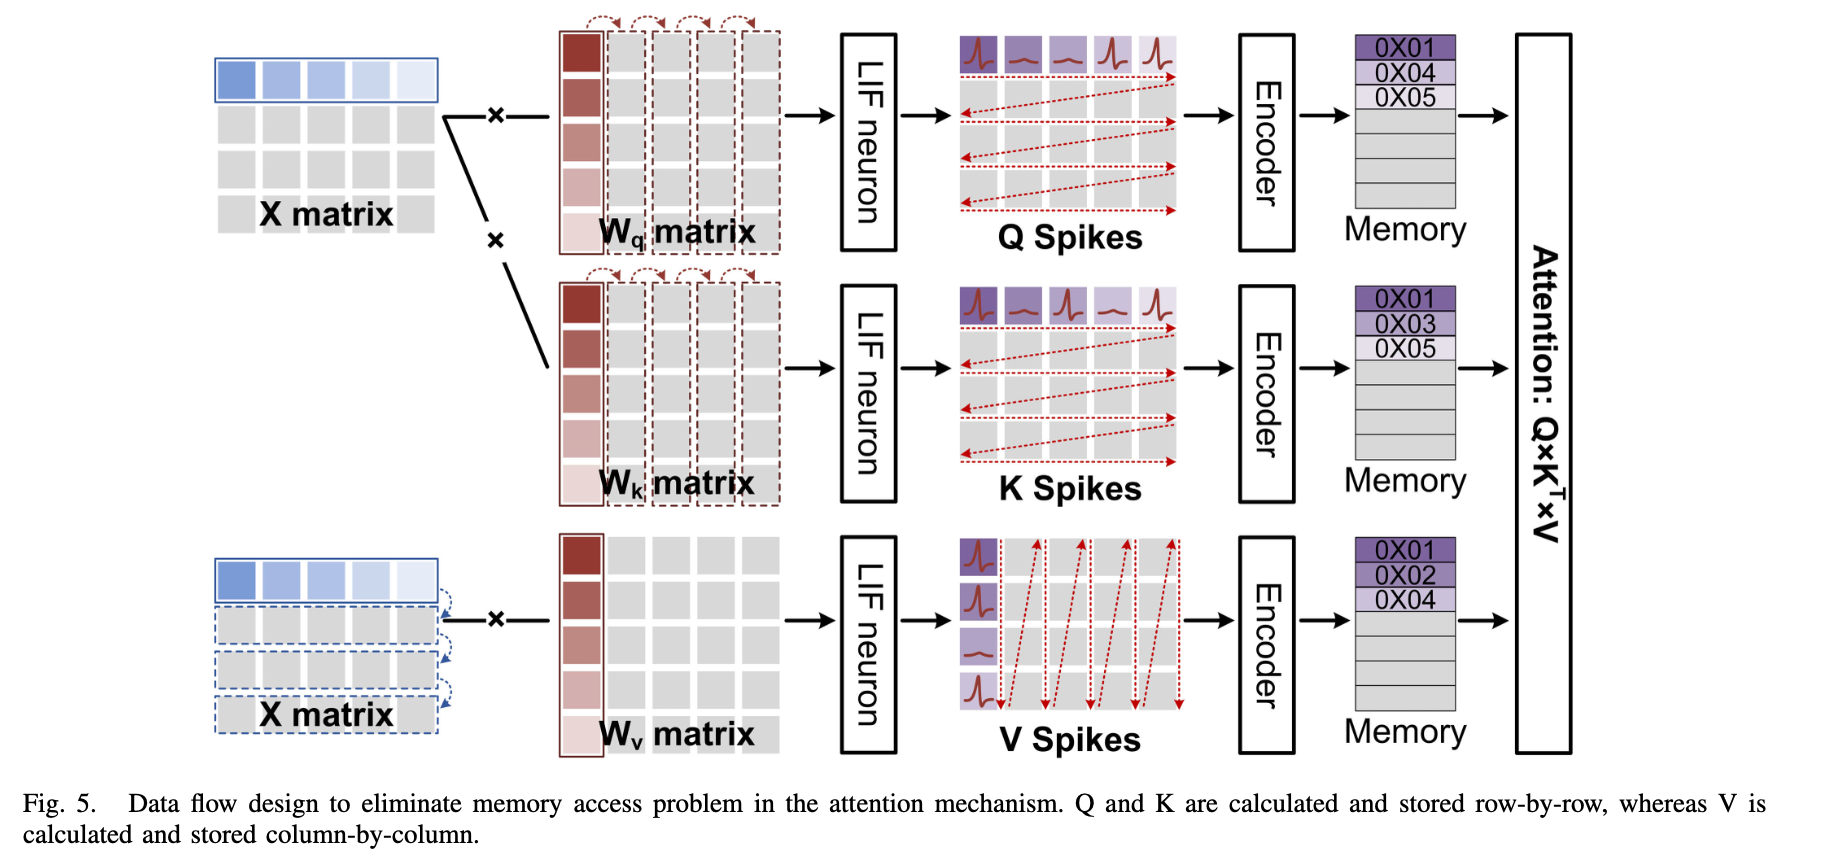 X matrix
×
×
Wq matrix
LIF neuron
Q Spikes
Encoder
0X01
0X04
0X05
Memory
Wk matrix
LIF neuron
K Spikes
Encoder
0X01
0X03
0X05
Memory
X matrix
×
Wv matrix
LIF neuron
V Spikes
Encoder
0X01
0X02
0X04
Memory
Attention: Q×Kᵀ×V
Fig. 5. Data flow design to eliminate memory access problem in the attention mechanism. Q and K are calculated and stored row-by-row, whereas V is
calculated and stored column-by-column.